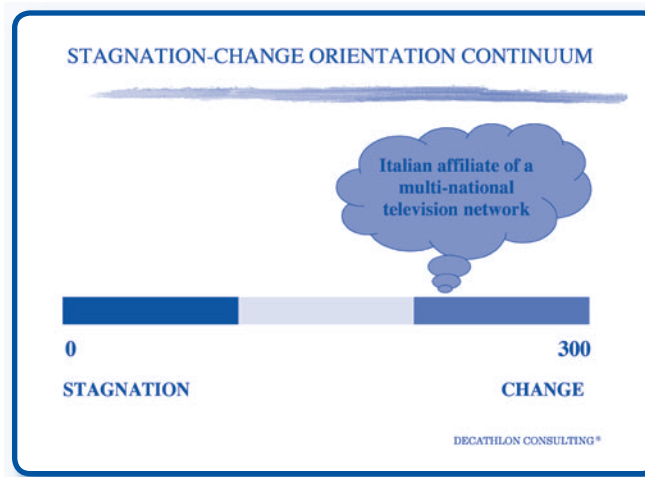 STAGNATION-CHANGE ORIENTATION CONTINUUM
Italian affiliate of a
multi-national
television network
0 300
STAGNATION CHANGE
DECATHLON CONSULTING®